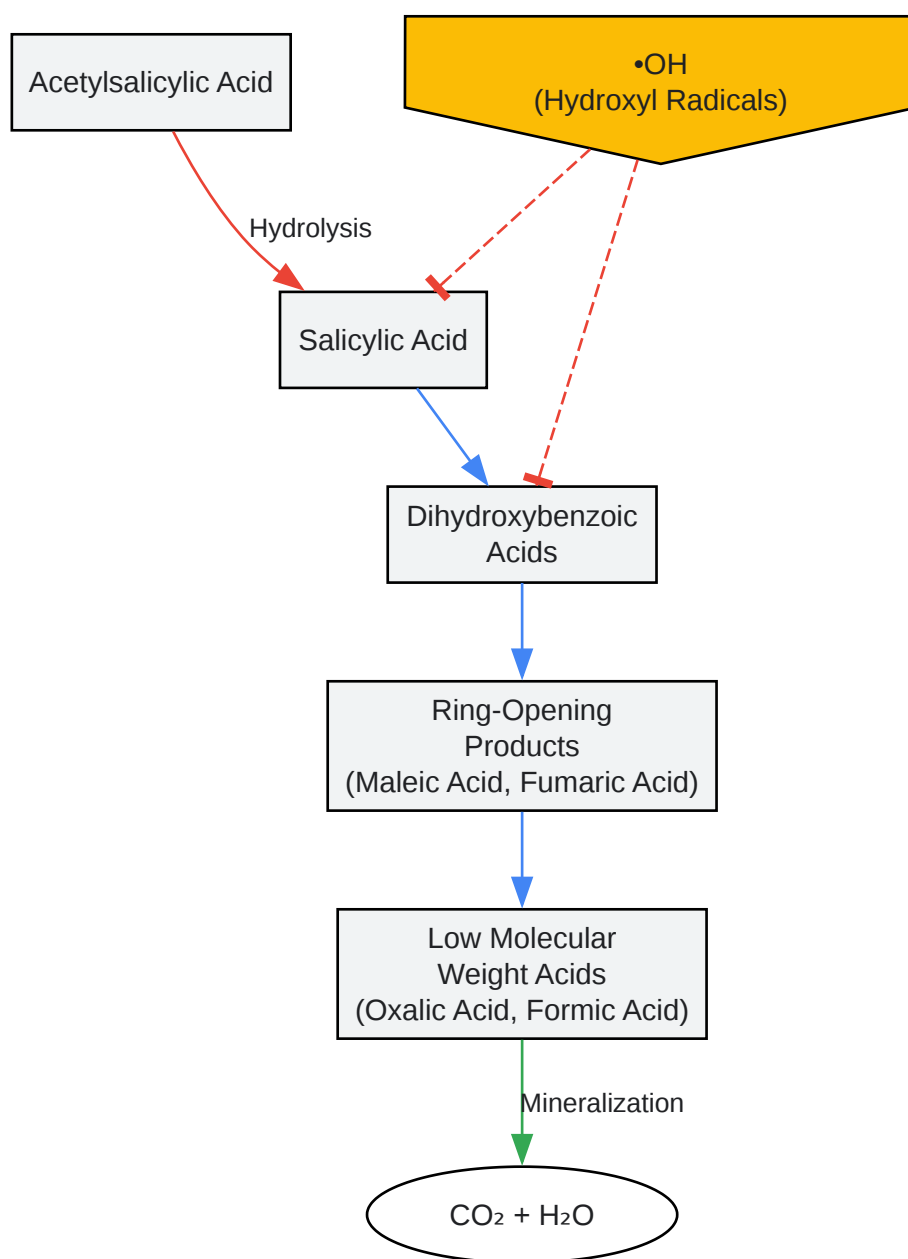 Acetylsalicylic Acid
•OH
(Hydroxyl Radicals)
Hydrolysis
Salicylic Acid
Dihydroxybenzoic
Acids
Ring-Opening
Products
(Maleic Acid, Fumaric Acid)
Low Molecular
Weight Acids
(Oxalic Acid, Formic Acid)
Mineralization
CO₂ + H₂O